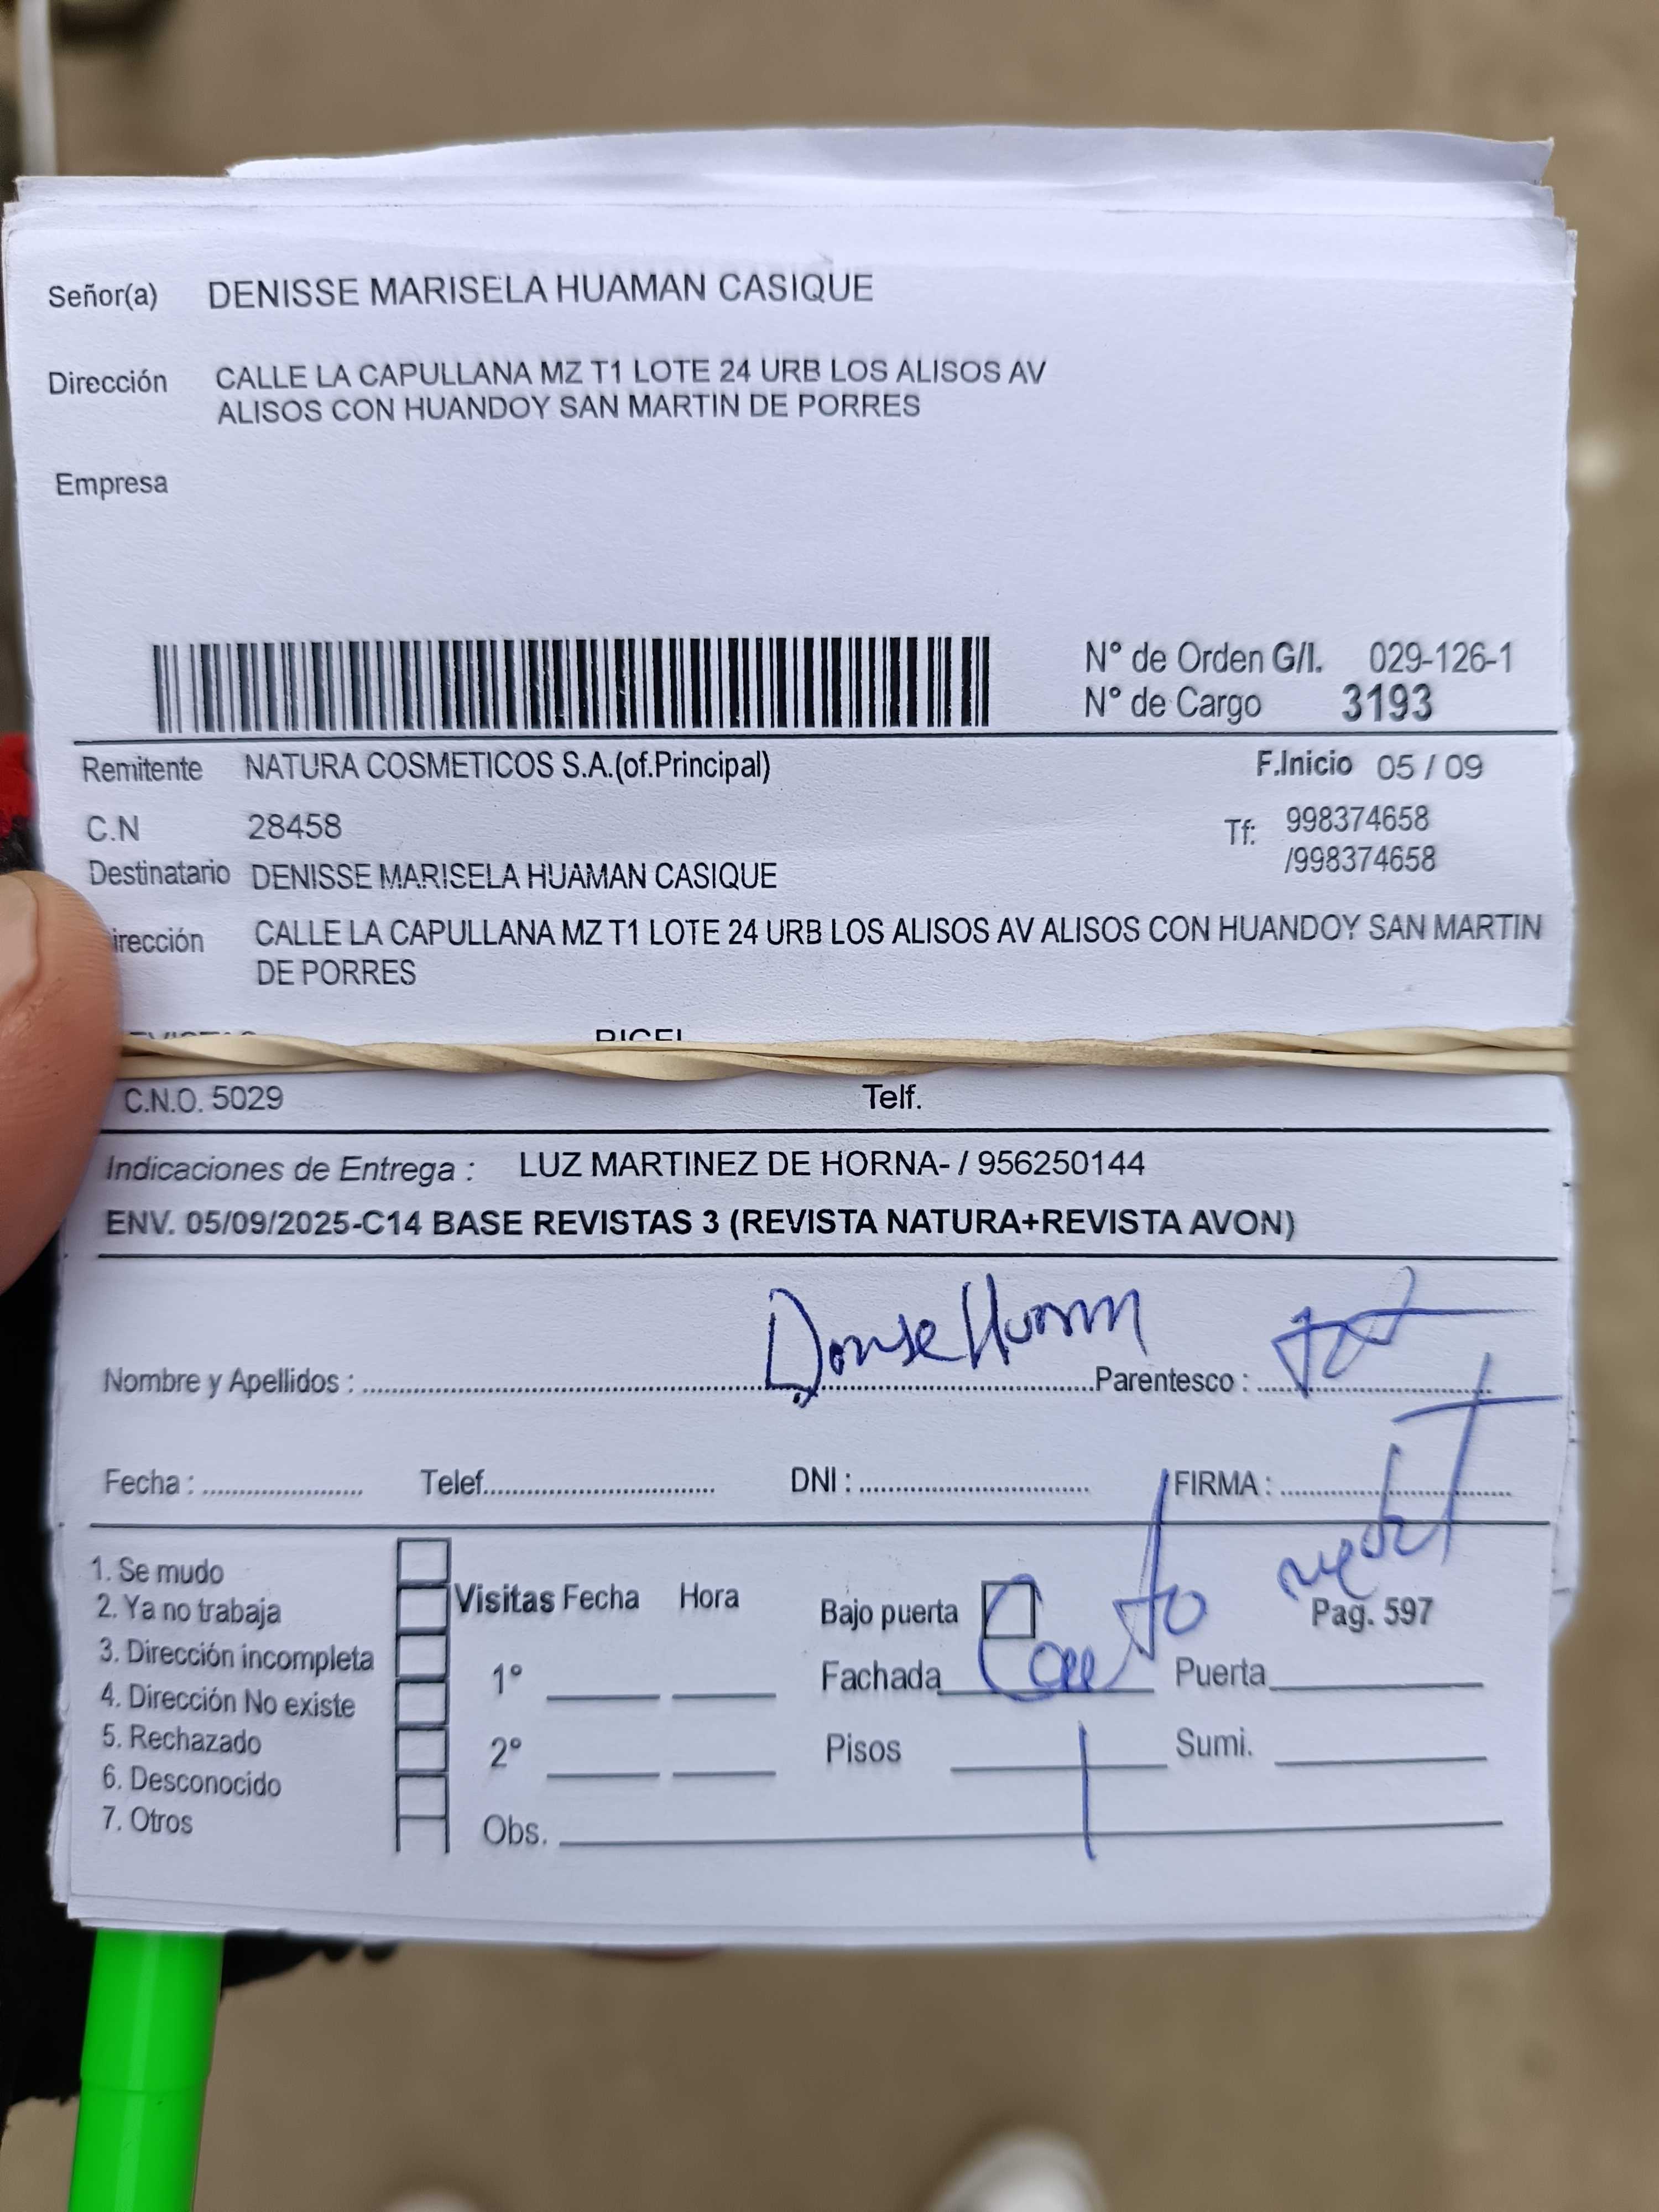 Señor(a) DENISSE MARISELA HUAMAN CASIQUE
Dirección CALLE LA CAPULLANA MZ T1 LOTE 24 URB LOS ALISOS AV
ALISOS CON HUANDOY SAN MARTIN DE PORRES
Empresa
N° de Orden G/I. 029-126-1
N° de Cargo 3193
Remitente NATURA COSMETICOS S.A.(of.Principal) F.Inicio 05 / 09
C.N 28458 Tf: 998374658
/998374658
Destinatario DENISSE MARISELA HUAMAN CASIQUE
irección CALLE LA CAPULLANA MZ T1 LOTE 24 URB LOS ALISOS AV ALISOS CON HUANDOY SAN MARTIN
DE PORRES
C.N.O. 5029 Telf.
Indicaciones de Entrega : LUZ MARTINEZ DE HORNA- / 956250144
ENV. 05/09/2025-C14 BASE REVISTAS 3 (REVISTA NATURA+REVISTA AVON)
Nombre y Apellidos : Parentesco :
Fecha : Telef. DNI : FIRMA :
1. Se mudo
2. Ya no trabaja
3. Dirección incompleta
4. Dirección No existe
5. Rechazado
6. Desconocido
7. Otros
Visitas Fecha Hora
1°
2°
Obs.
Bajo puerta Pag. 597
Fachada Puerta
Pisos 1 Sumi.